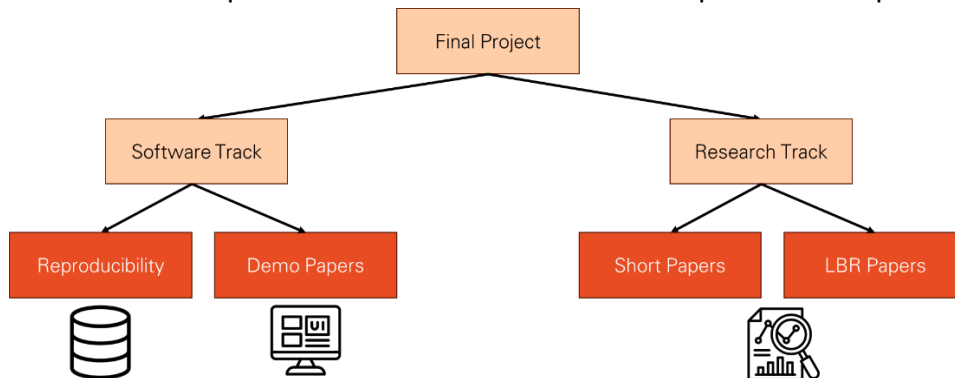 Final Project
Software Track
Research Track
Reproducibility
Demo Papers
Short Papers
LBR Papers
UI